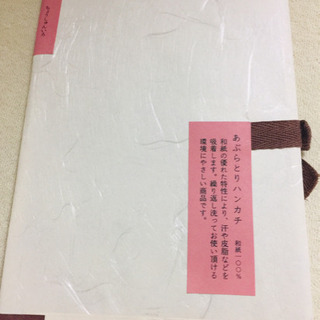 あぶらとりハンカチ 和紙一〇〇%
和紙の優れた特性により、汗や皮脂などを
吸着します。繰り返し洗ってお使い頂ける
環境にやさしい商品です。